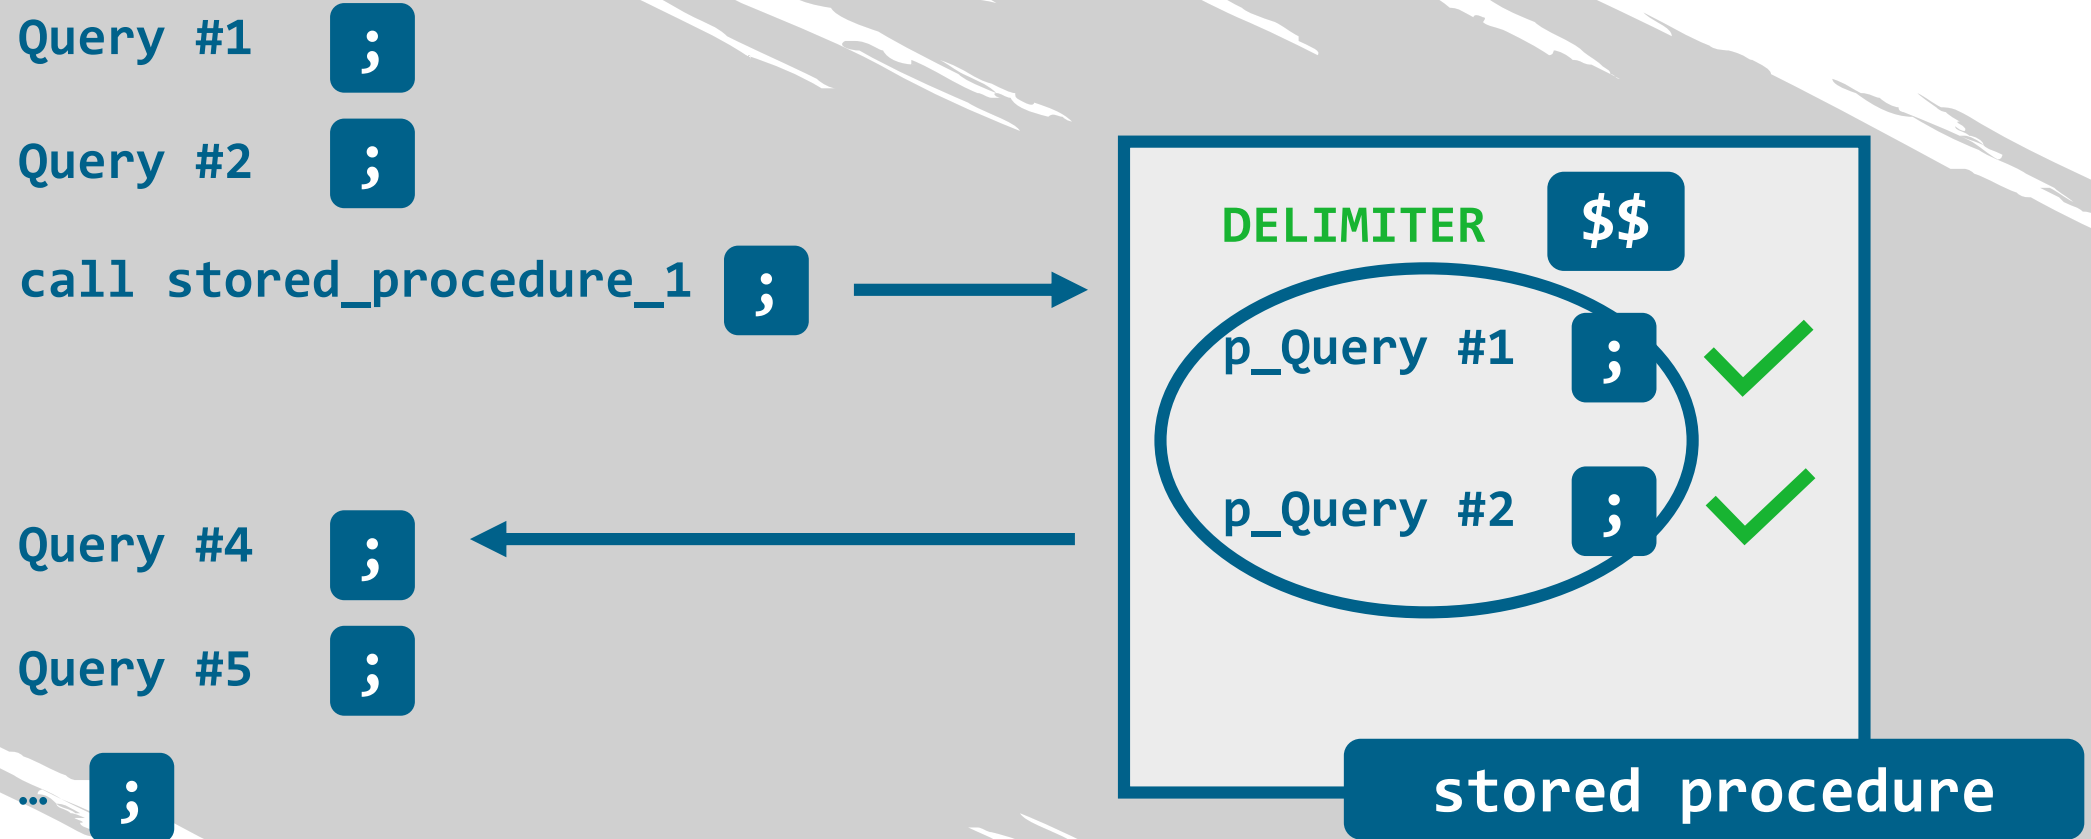 Query #1 ;
Query #2 ;
call stored_procedure_1 ;
Query #4 ;
Query #5 ;
... ;
DELIMITER $$
p_Query #1 ;
p_Query #2 ;
stored procedure